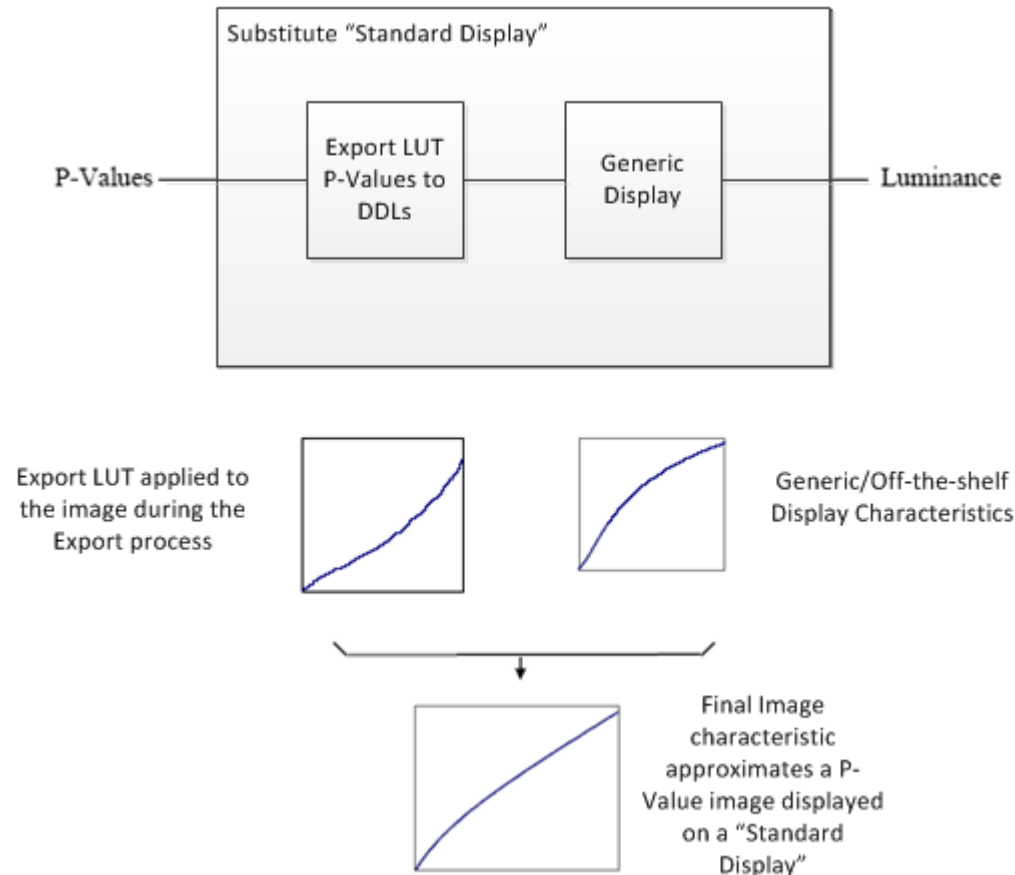 Substitute “Standard Display”
P-Values
Export LUT
P-Values to
DDLs
Generic
Display
Luminance
Export LUT applied to
the image during the
Export process
Generic/Off-the-shelf
Display Characteristics
Final Image
characteristic
approximates a P-
Value image displayed
on a “Standard
Display”